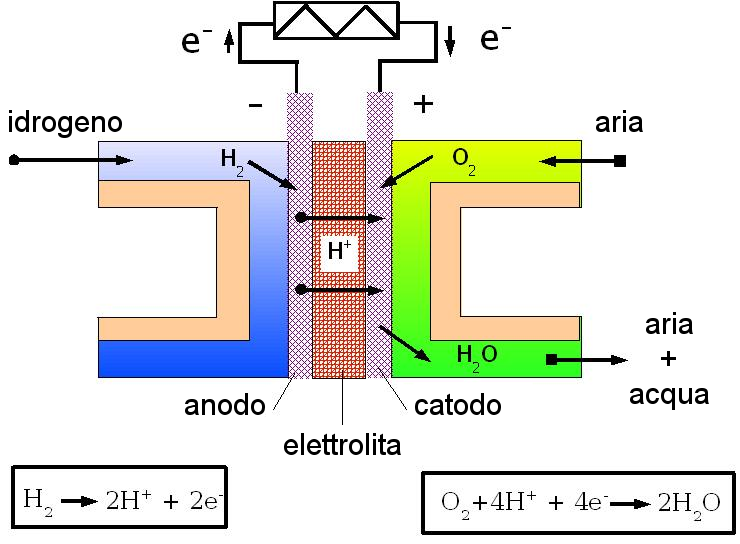 e⁻ e⁻
- +
idrogeno aria
H₂ O₂
H⁺
H₂O
aria
+
acqua
anodo catodo
elettrolita
H₂ → 2H⁺ + 2e⁻
O₂+4H⁺ + 4e⁻ → 2H₂O